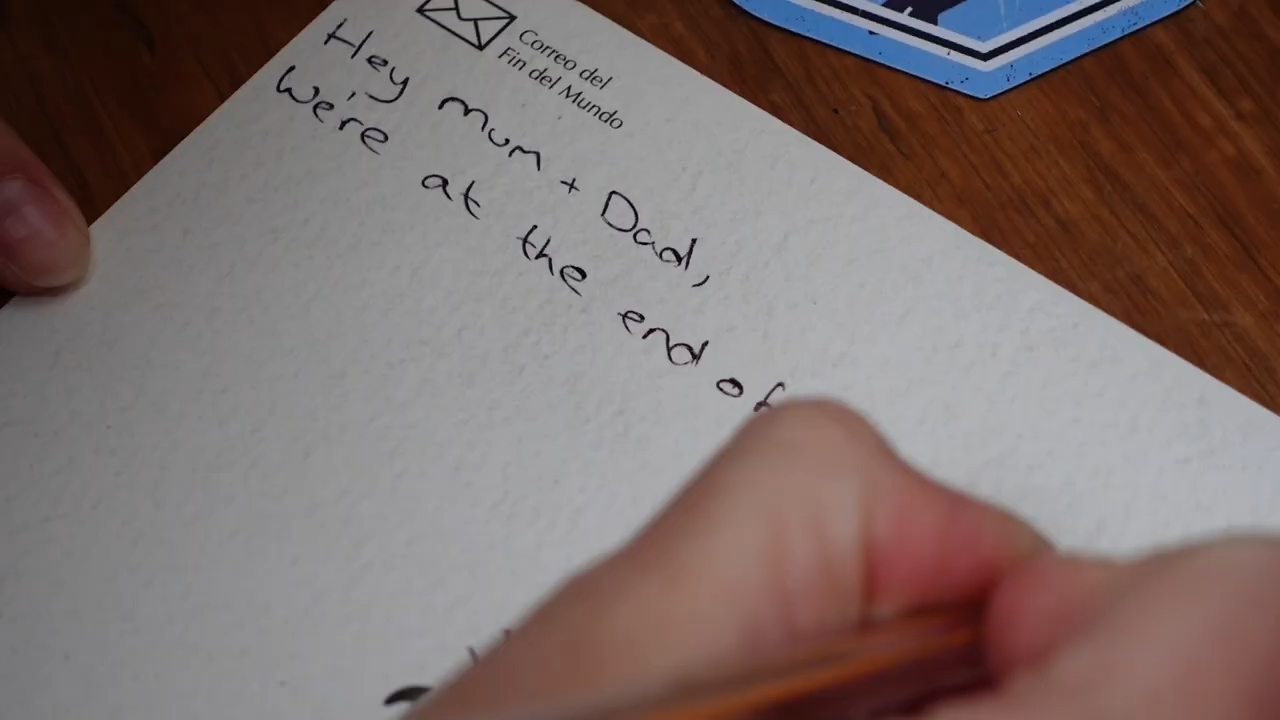 Correo del
Fin del Mundo
Hey mum + Dad,
We're at the end of